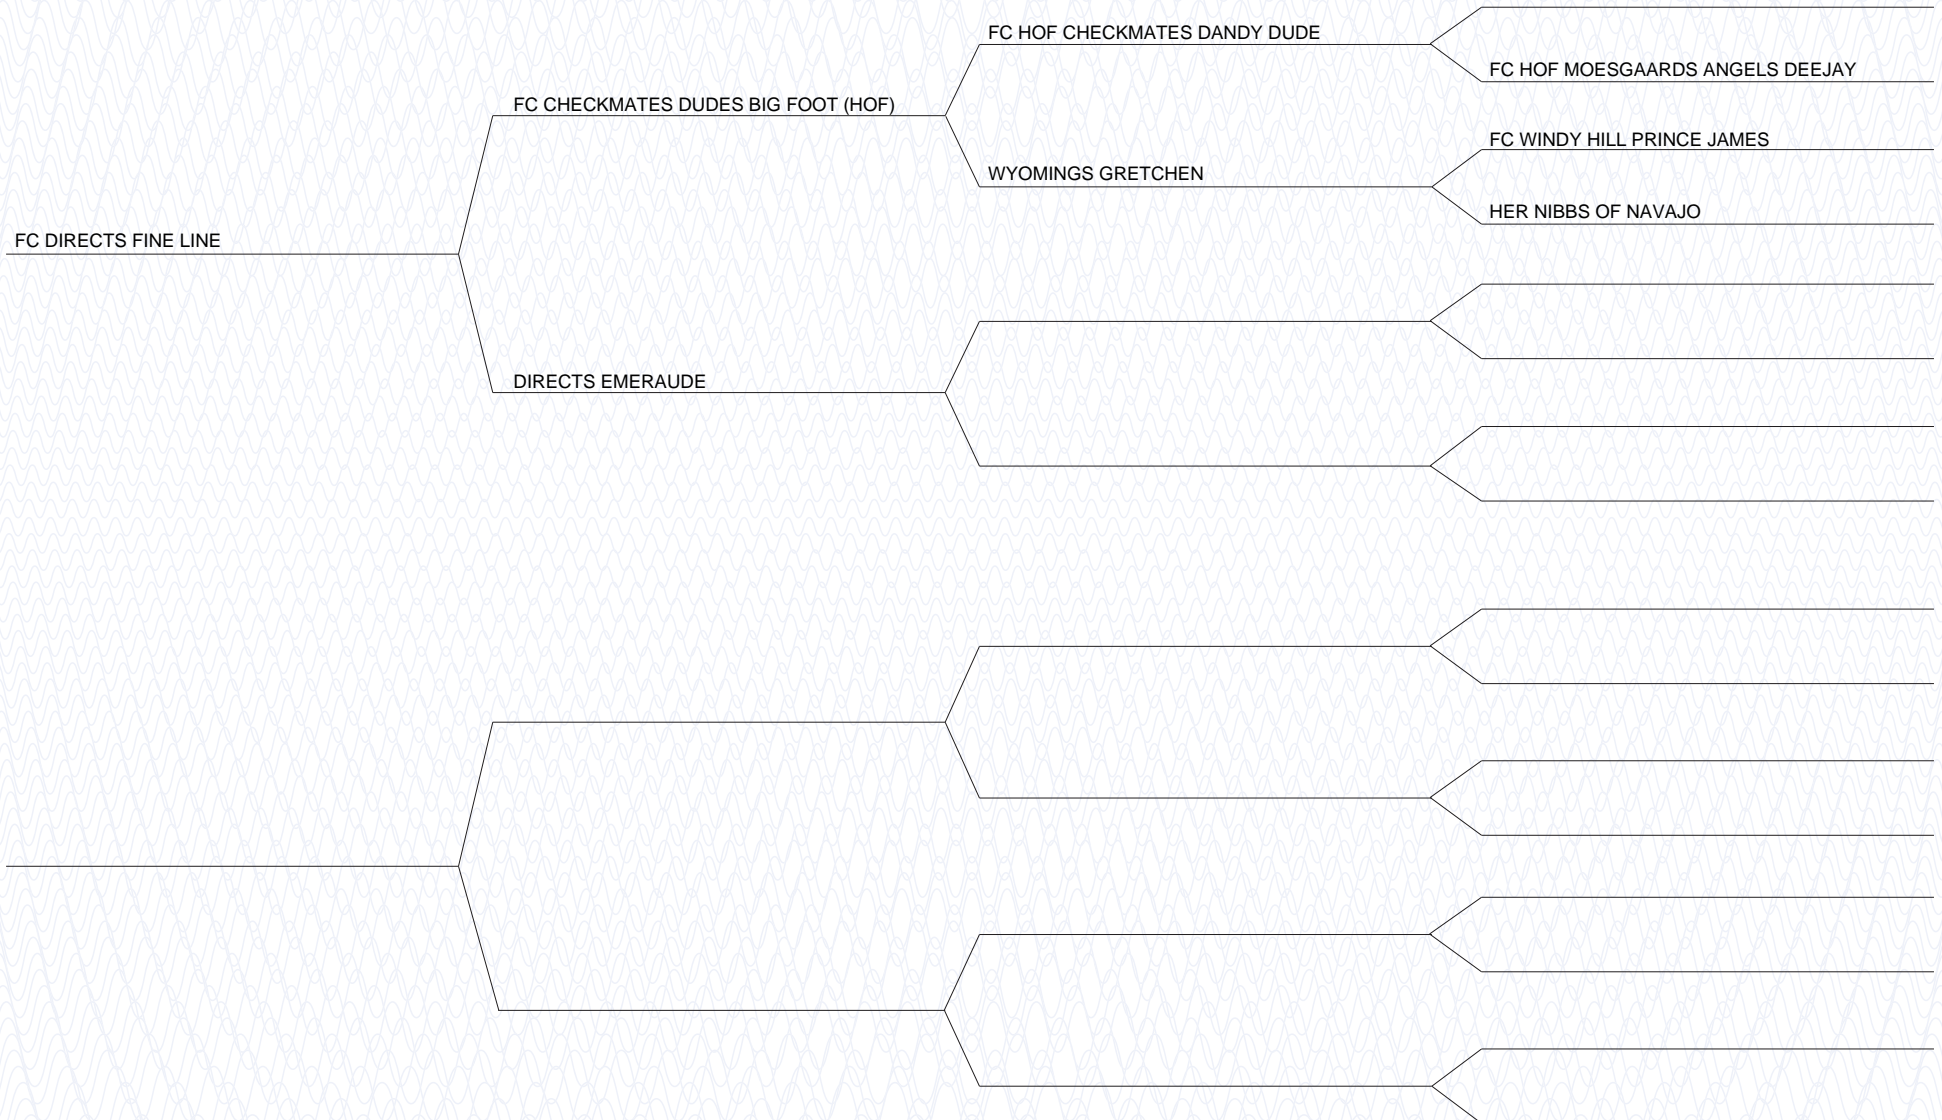 FC HOF CHECKMATES DANDY DUDE
FC HOF MOESGAARDS ANGELS DEEJAY
FC CHECKMATES DUDES BIG FOOT (HOF)
FC WINDY HILL PRINCE JAMES
WYOMINGS GRETCHEN
HER NIBBS OF NAVAJO
FC DIRECTS FINE LINE
DIRECTS EMERAUDE